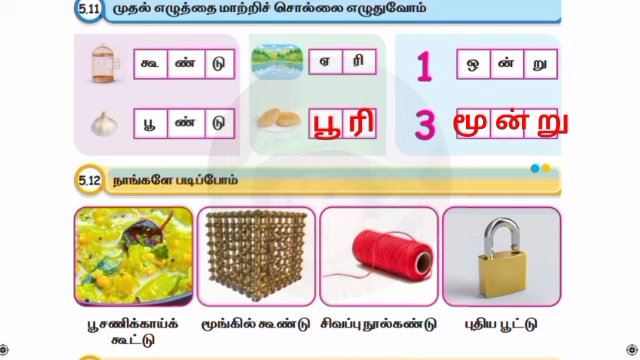 5.11 முதல் எழுத்தை மாற்றிச் சொல்லை எழுதுவோம்
கூ ண் டு
ஏ ரி
1 ஒ ன் று
பூ ண் டு
பூ ரி
3 மூ ன் று
5.12 நாங்களே படிப்போம்
பூசணிக்காய்க் கூட்டு
மூங்கில் கூண்டு
சிவப்பு நூல்கண்டு
புதிய பூட்டு